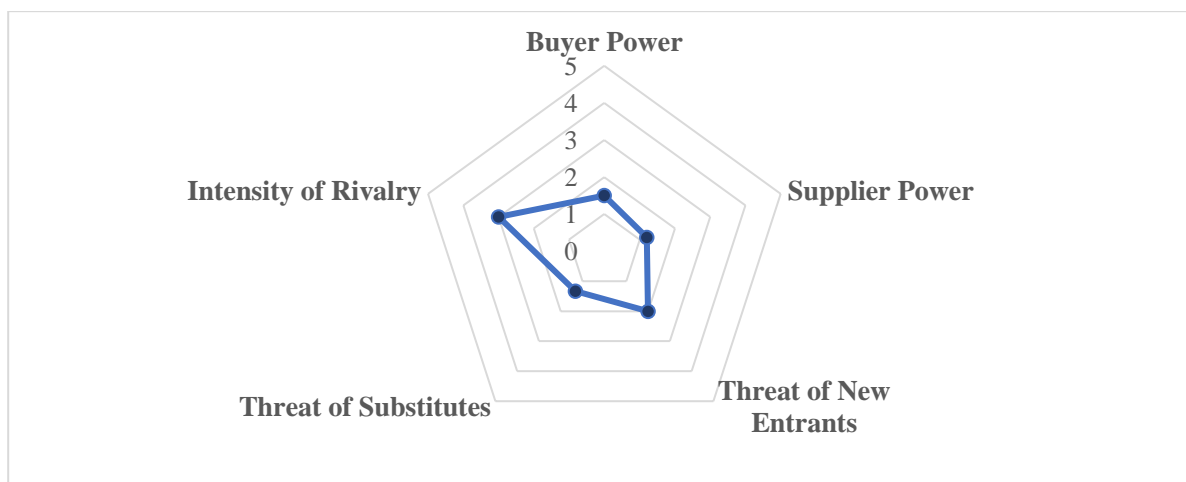 Buyer Power
5
4
3
2
1
0
Intensity of Rivalry
Supplier Power
Threat of Substitutes
Threat of New
Entrants